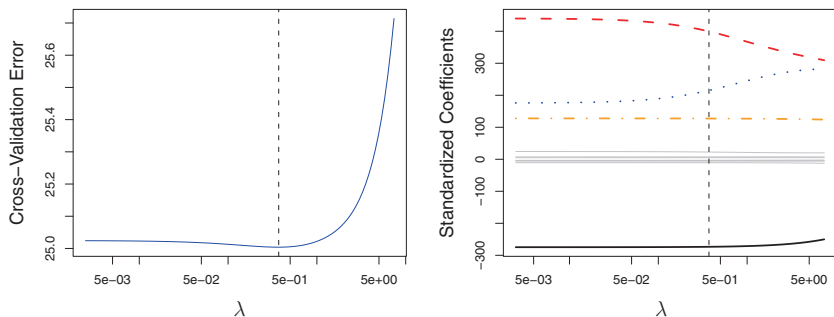 Cross−Validation Error
25.0 25.2 25.4 25.6
5e−03 5e−02 5e−01 5e+00
λ
Standardized Coefficients
−300 −100 0 100 300
5e−03 5e−02 5e−01 5e+00
λ